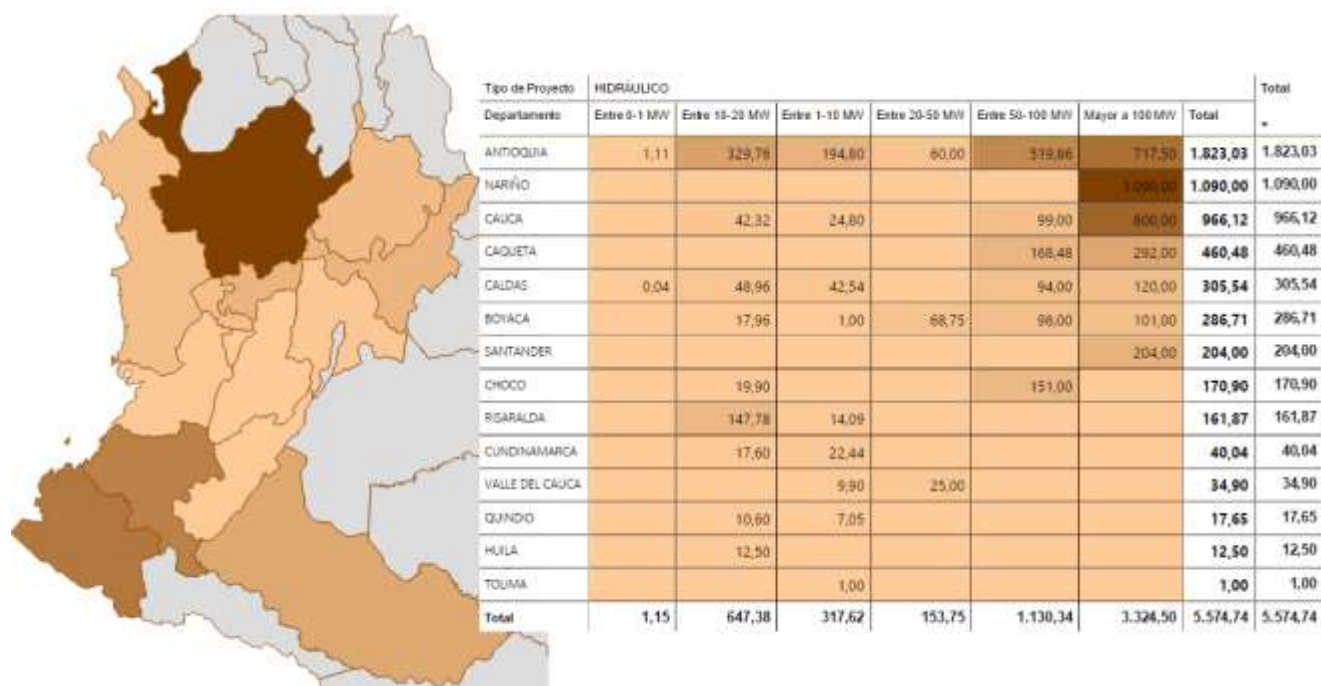 Tipo de Proyecto HIDRÁULICO Total
Departamento Entre 0-1 MW Entre 10-20 MW Entre 1-10 MW Entre 20-50 MW Entre 50-100 MW Mayor a 100 MW Total
ANTIOQUIA 1,11 329,76 194,80 60,00 519,86 717,50 1.823,03 1.823,03
NARIÑO 1.090,00 1.090,00 1.090,00
CAUCA 42,32 24,80 99,00 800,00 966,12 966,12
CAQUETA 168,48 292,00 460,48 460,48
CALDAS 0,04 48,96 42,54 94,00 120,00 305,54 305,54
BOYACA 17,96 1,00 68,75 98,00 101,00 286,71 286,71
SANTANDER 204,00 204,00 204,00
CHOCO 19,90 151,00 170,90 170,90
RISARALDA 147,78 14,09 161,87 161,87
CUNDINAMARCA 17,60 22,44 40,04 40,04
VALLE DEL CAUCA 9,90 25,00 34,90 34,90
QUINDIO 10,60 7,05 17,65 17,65
HUILA 12,50 12,50 12,50
TOLIMA 1,00 1,00 1,00
Total 1,15 647,38 317,62 153,75 1.130,34 3.324,50 5.574,74 5.574,74